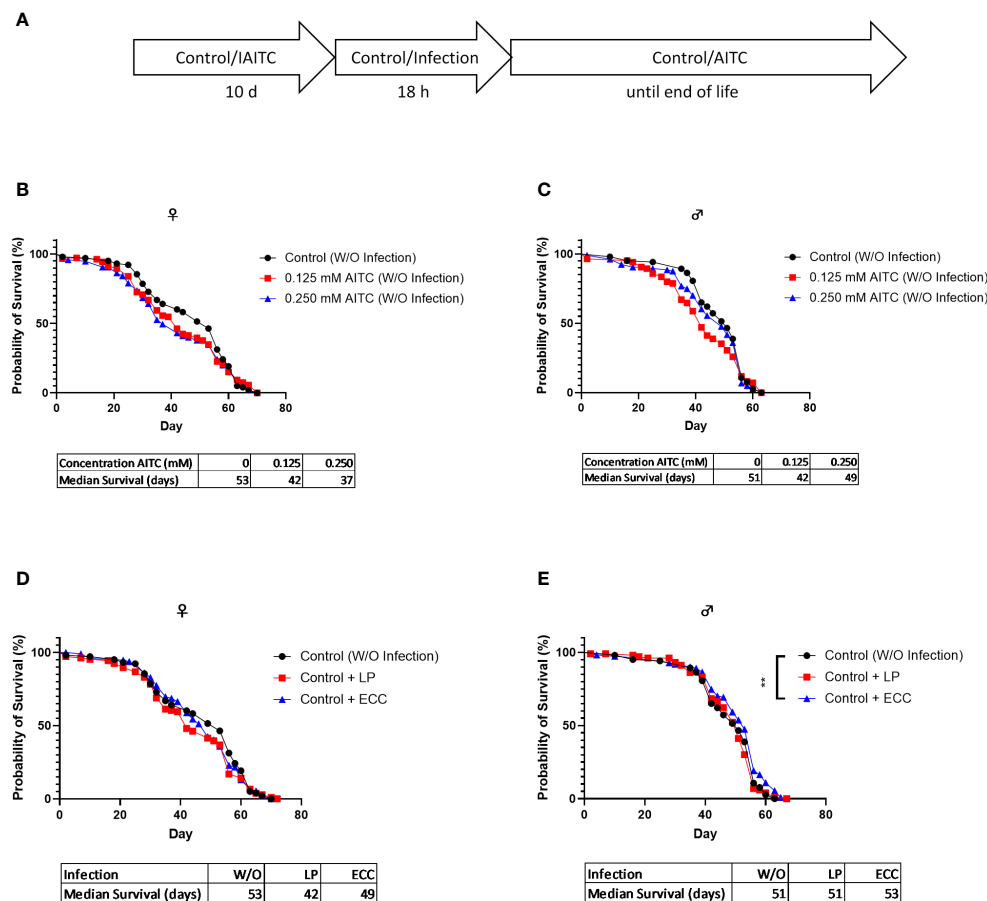 A
Control/IAITC
Control/Infection
Control/AITC
10 d
18 h
until end of life
B
♀
Probability of Survival (%)
100
50
0
0 20 40 60 80
Day
Control (W/O Infection)
0.125 mM AITC (W/O Infection)
0.250 mM AITC (W/O Infection)
Concentration AITC (mM) 0 0.125 0.250
Median Survival (days) 53 42 37
C
♂
Probability of Survival (%)
100
50
0
0 20 40 60 80
Day
Control (W/O Infection)
0.125 mM AITC (W/O Infection)
0.250 mM AITC (W/O Infection)
Concentration AITC (mM) 0 0.125 0.250
Median Survival (days) 51 42 49
D
♀
Probability of Survival (%)
100
50
0
0 20 40 60 80
Day
Control (W/O Infection)
Control + LP
Control + ECC
Infection W/O LP ECC
Median Survival (days) 53 42 49
E
♂
Probability of Survival (%)
100
50
0
0 20 40 60 80
Day
**
Control (W/O Infection)
Control + LP
Control + ECC
Infection W/O LP ECC
Median Survival (days) 51 51 53